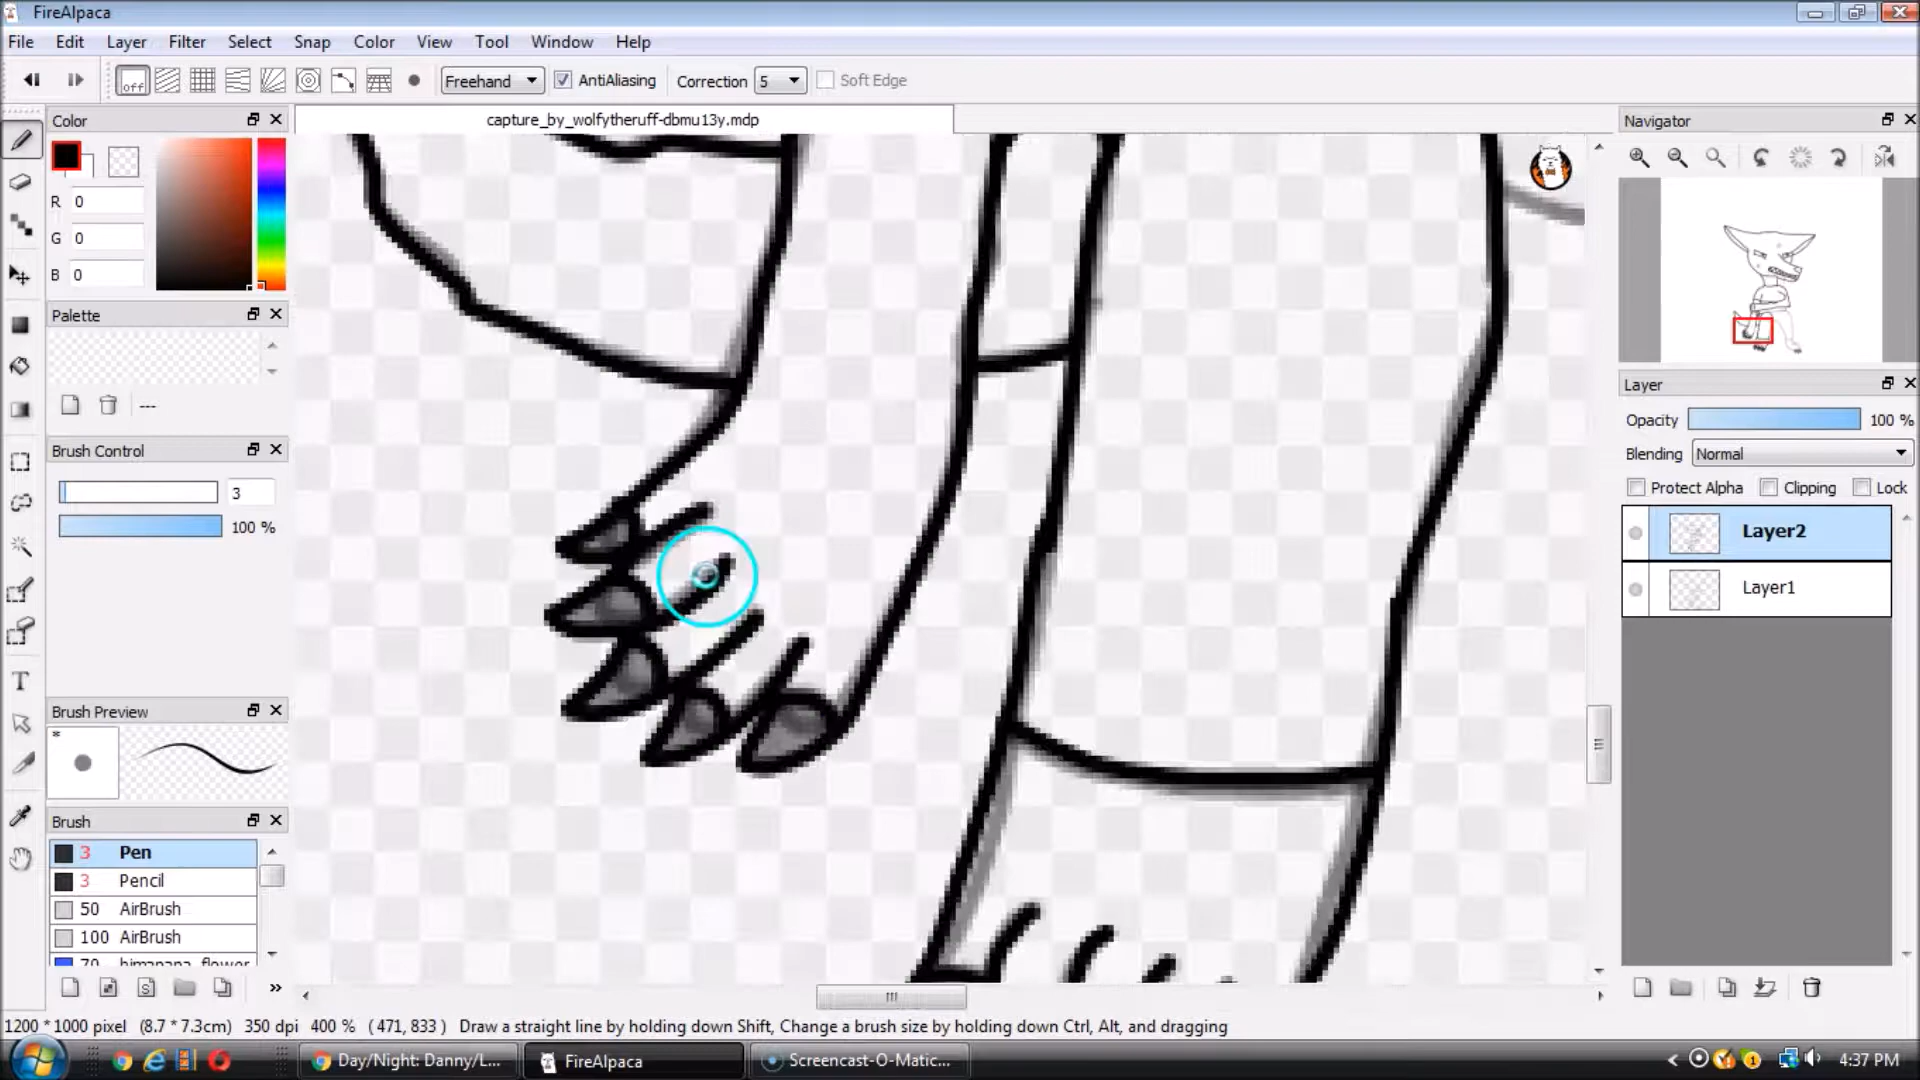 FireAlpaca
File Edit Layer Filter Select Snap Color View Tool Window Help
off Freehand AntiAliasing Correction 5 Soft Edge
Color
R 0
G 0
B 0
Palette
---
Brush Control
3
100 %
Brush Preview
*
Brush
3 Pen
3 Pencil
50 AirBrush
100 AirBrush
70 himanana flower
capture_by_wolfytheruff-dbmu13y.mdp
Navigator
Layer
Opacity 100 %
Blending Normal
Protect Alpha Clipping Lock
Layer2
Layer1
1200 * 1000 pixel (8.7 * 7.3cm) 350 dpi 400 % ( 471, 833 ) Draw a straight line by holding down Shift, Change a brush size by holding down Ctrl, Alt, and dragging
Day/Night: Danny/L... FireAlpaca Screencast-O-Matic... 4:37 PM